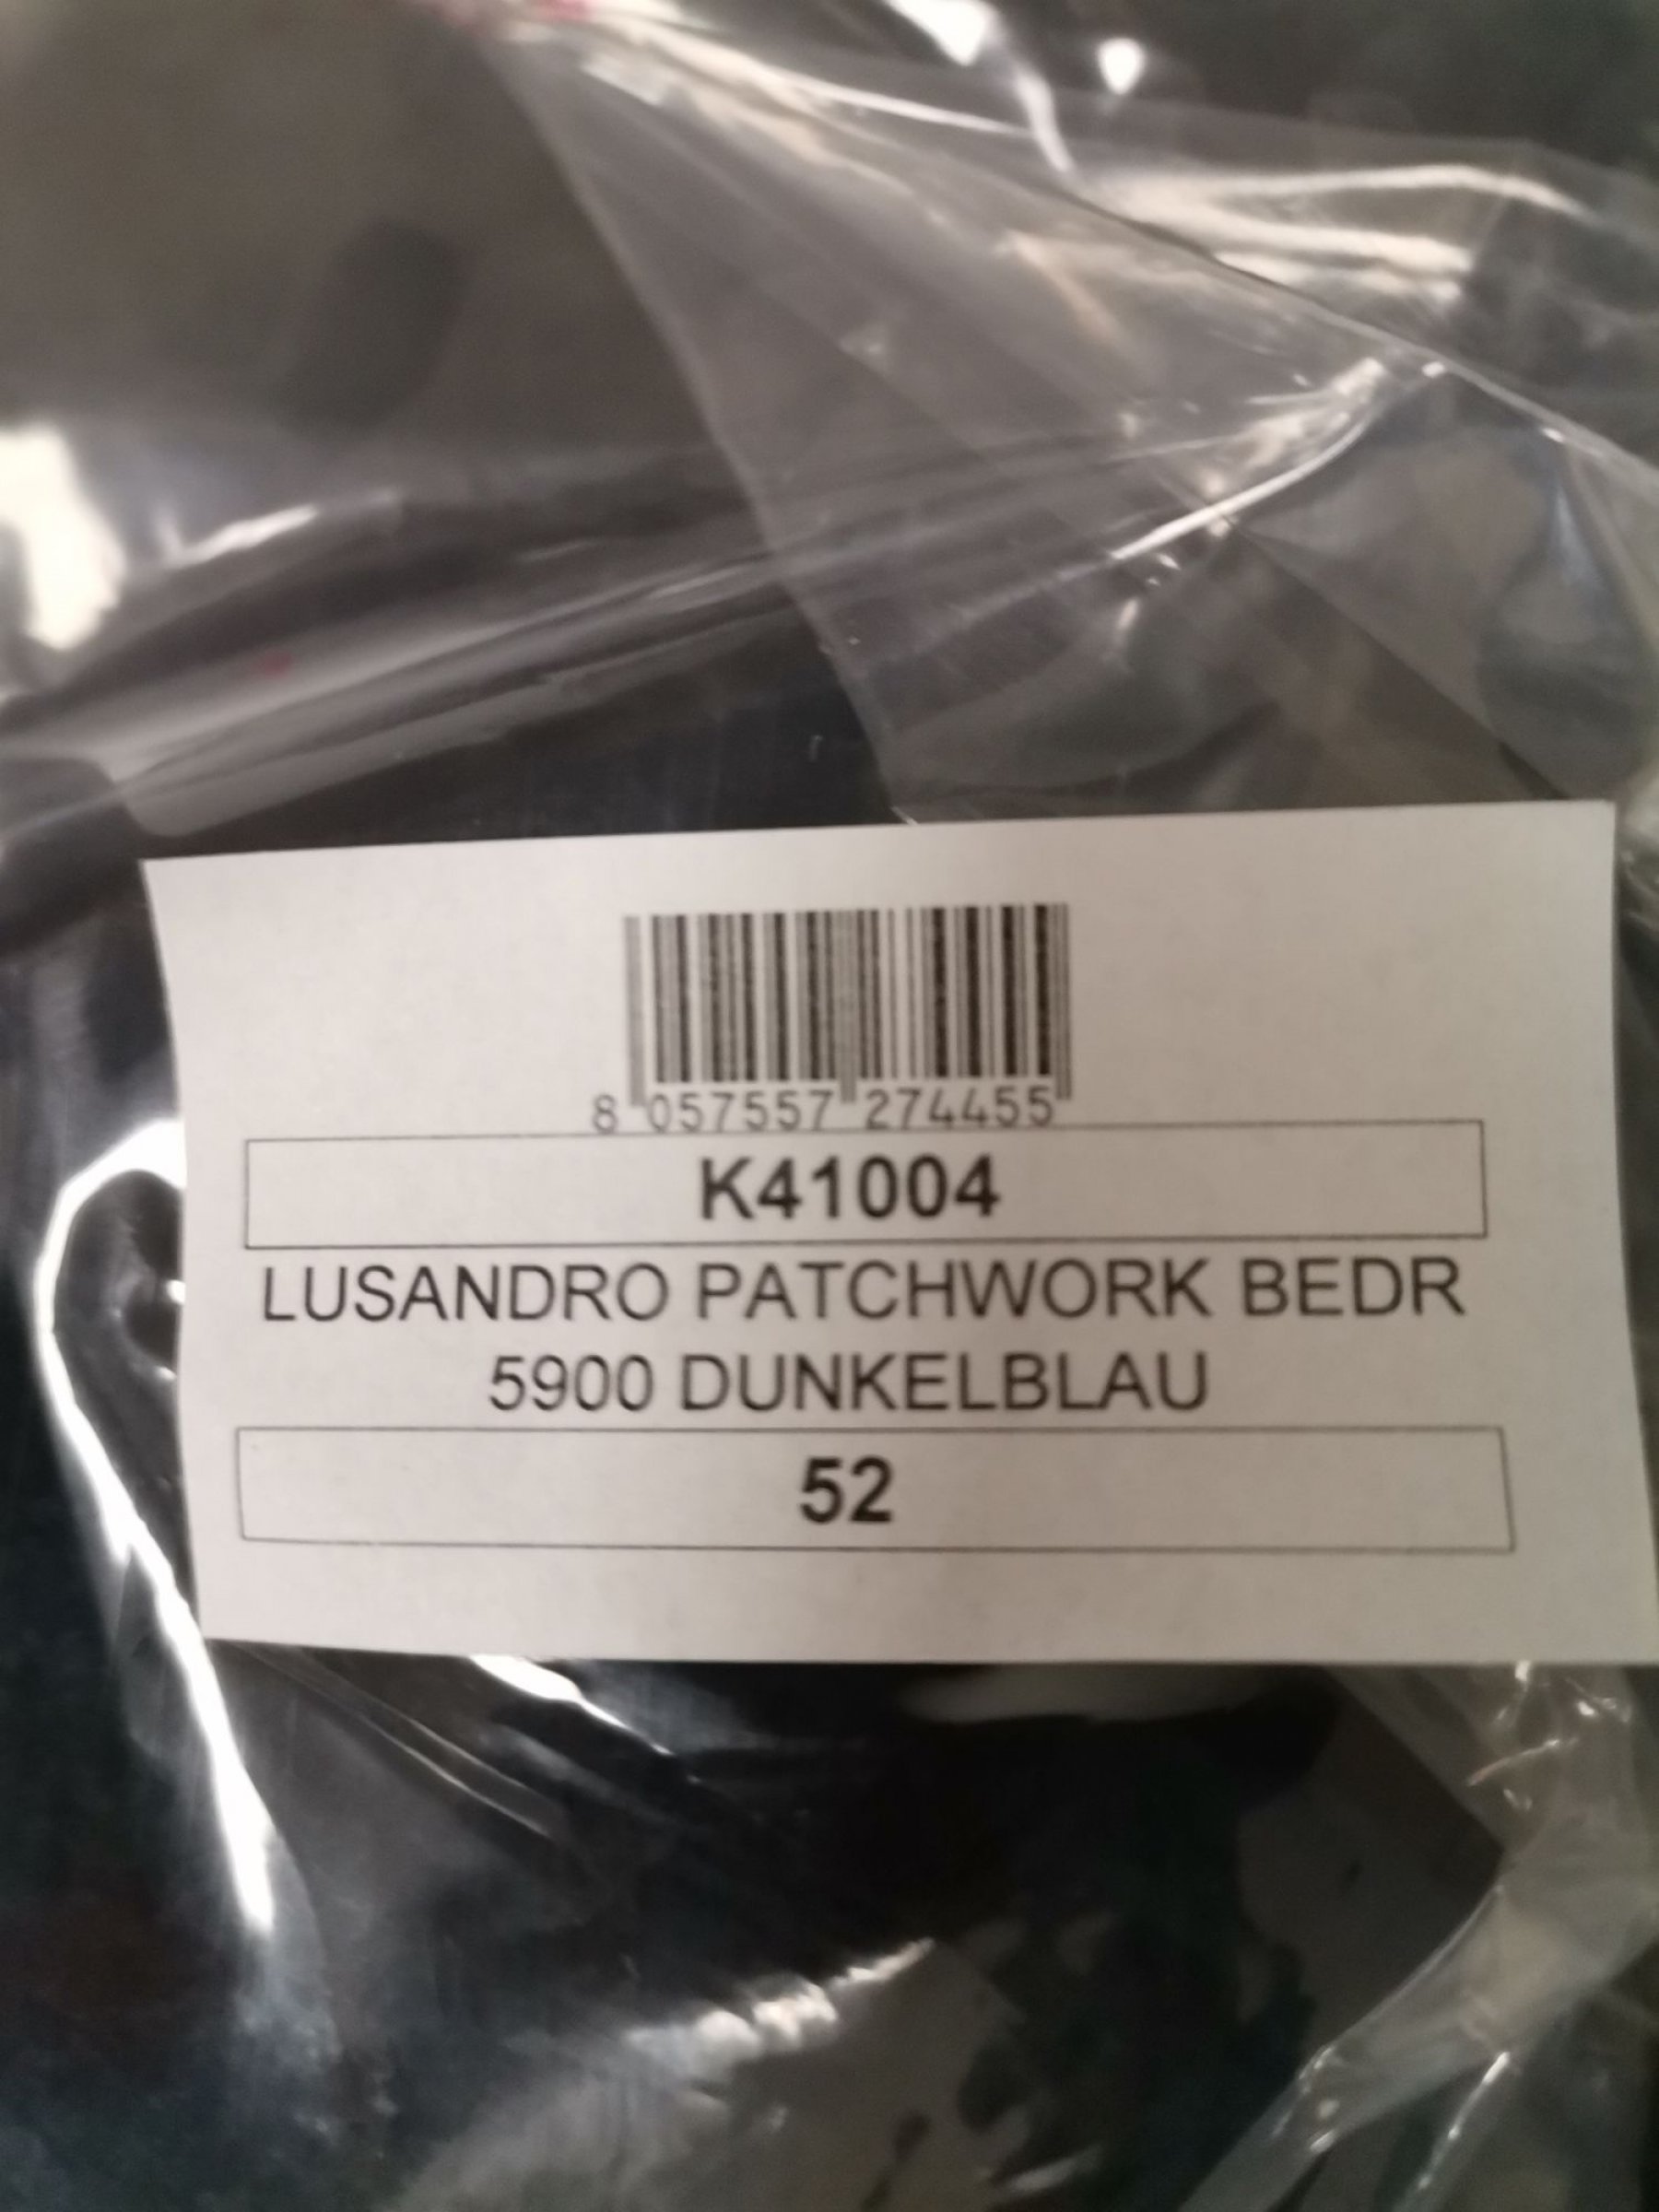 8 057557 274455
K41004
LUSANDRO PATCHWORK BEDR
5900 DUNKELBLAU
52